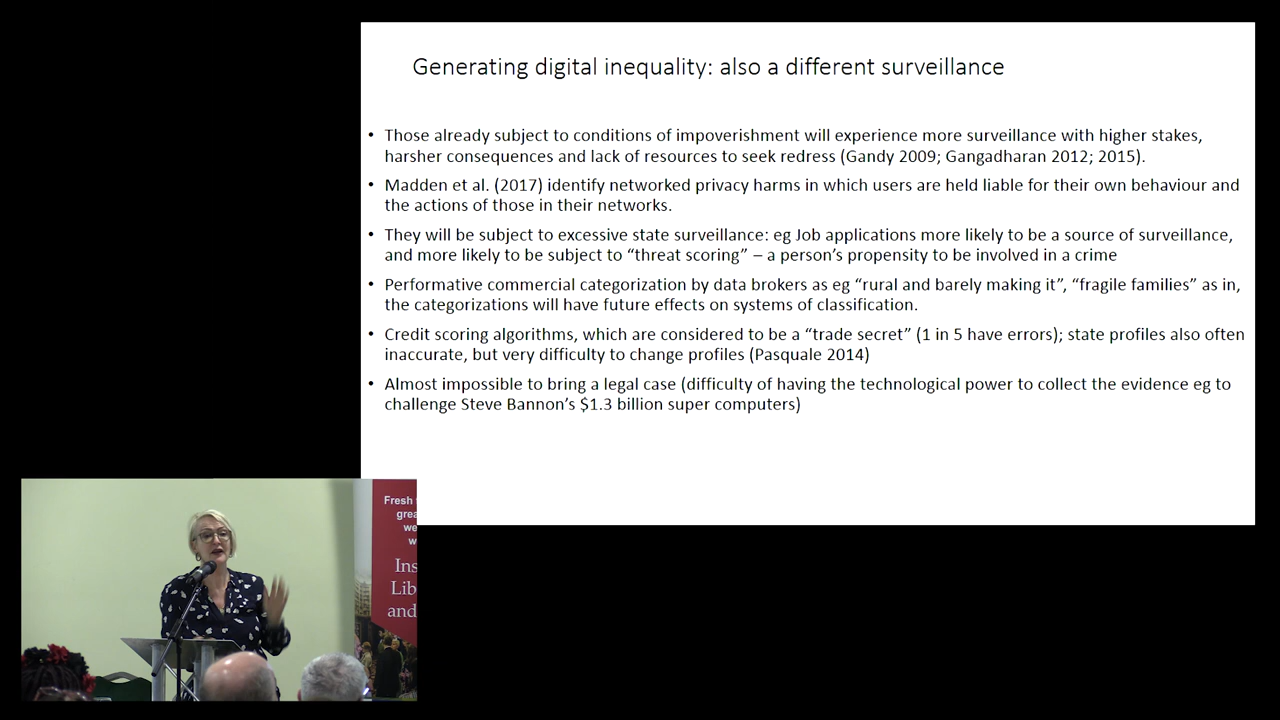 Generating digital inequality: also a different surveillance
• Those already subject to conditions of impoverishment will experience more surveillance with higher stakes,
harsher consequences and lack of resources to seek redress (Gandy 2009; Gangadharan 2012; 2015).
• Madden et al. (2017) identify networked privacy harms in which users are held liable for their own behaviour and
the actions of those in their networks.
• They will be subject to excessive state surveillance: eg Job applications more likely to be a source of surveillance,
and more likely to be subject to “threat scoring” – a person’s propensity to be involved in a crime
• Performative commercial categorization by data brokers as eg “rural and barely making it”, “fragile families” as in,
the categorizations will have future effects on systems of classification.
• Credit scoring algorithms, which are considered to be a “trade secret” (1 in 5 have errors); state profiles also often
inaccurate, but very difficulty to change profiles (Pasquale 2014)
• Almost impossible to bring a legal case (difficulty of having the technological power to collect the evidence eg to
challenge Steve Bannon’s $1.3 billion super computers)
Fresh
grea
we
w
Ins
Lib
and